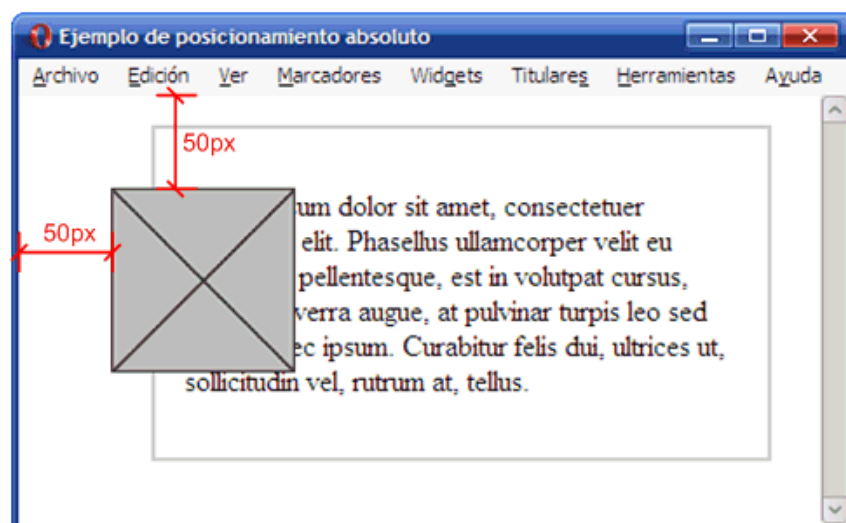 Ejemplo de posicionamiento absoluto
Archivo Edición Ver Marcadores Widgets Titulares Herramientas Ayuda
50px
50px
um dolor sit amet, consectetuer
elit. Phasellus ullamcorper velit eu
pellentesque, est in volutpat cursus,
verra augue, at pulvinar turpis leo sed
ec ipsum. Curabitur felis dui, ultrices ut,
sollicitudin vel, rutrum at, tellus.